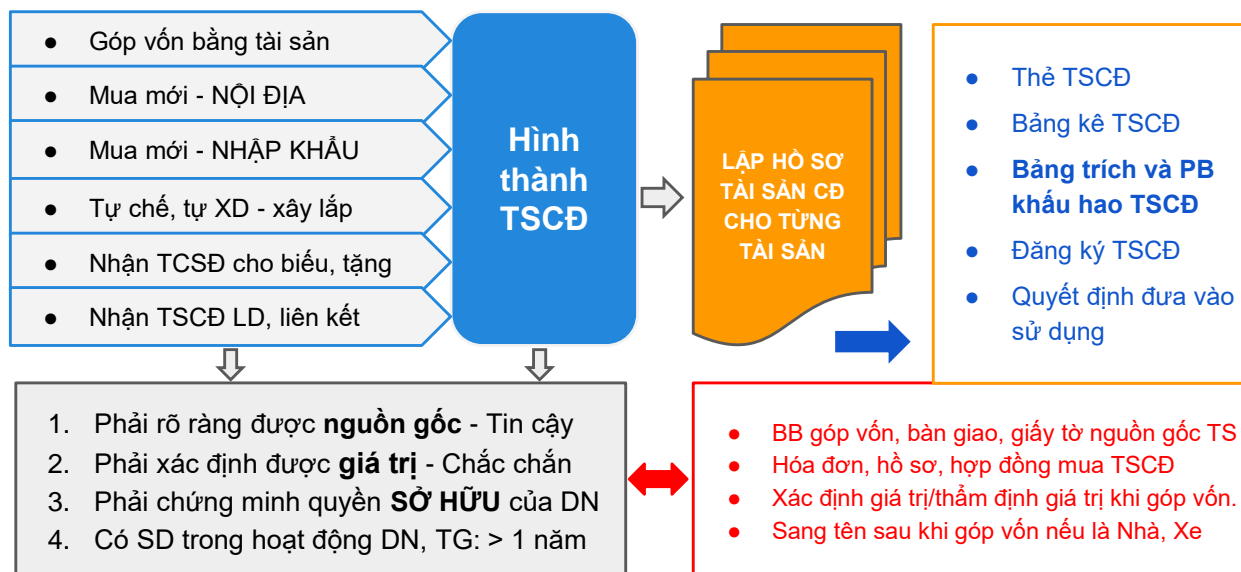 ● Góp vốn bằng tài sản
● Mua mới - NỘI ĐỊA
● Mua mới - NHẬP KHẨU
● Tự chế, tự XD - xây lắp
● Nhận TCSĐ cho biếu, tặng
● Nhận TSCĐ LD, liên kết
Hình
thành
TSCĐ
LẬP HỒ SƠ
TÀI SẢN CĐ
CHO TỪNG
TÀI SẢN
● Thẻ TSCĐ
● Bảng kê TSCĐ
● Bảng trích và PB
khấu hao TSCĐ
● Đăng ký TSCĐ
● Quyết định đưa vào
sử dụng
1. Phải rõ ràng được nguồn gốc - Tin cậy
2. Phải xác định được giá trị - Chắc chắn
3. Phải chứng minh quyền SỞ HỮU của DN
4. Có SD trong hoạt động DN, TG: > 1 năm
● BB góp vốn, bàn giao, giấy tờ nguồn gốc TS
● Hóa đơn, hồ sơ, hợp đồng mua TSCĐ
● Xác định giá trị/thẩm định giá trị khi góp vốn.
● Sang tên sau khi góp vốn nếu là Nhà, Xe